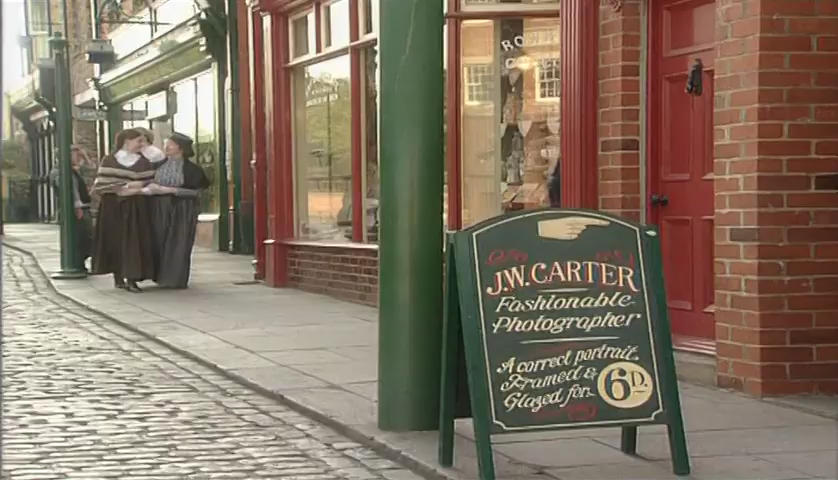 J.W. CARTER
Fashionable
Photographer
A correct portrait,
Framed &
Glazed for
6D.